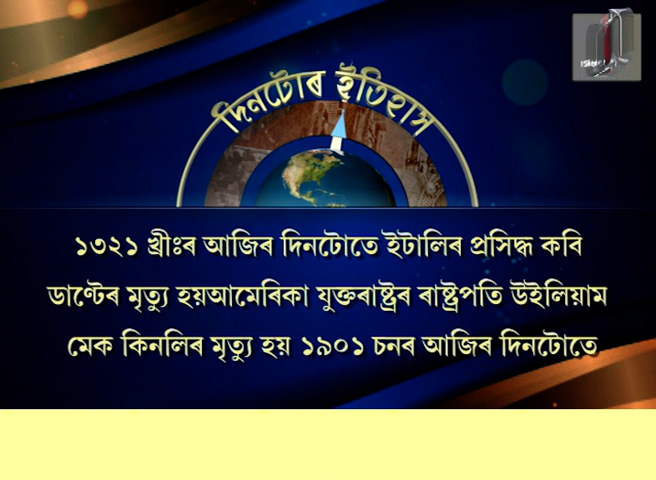 দিনটোৰ ইতিহাস
১৩২১ খ্ৰীঃৰ আজিৰ দিনটোতে ইটালিৰ প্ৰসিদ্ধ কবি
ডাণ্টেৰ মৃত্যু হয়আমেৰিকা যুক্তৰাষ্ট্ৰৰ ৰাষ্ট্ৰপতি উইলিয়াম
মেক কিনলিৰ মৃত্যু হয় ১৯০১ চনৰ আজিৰ দিনটোতে